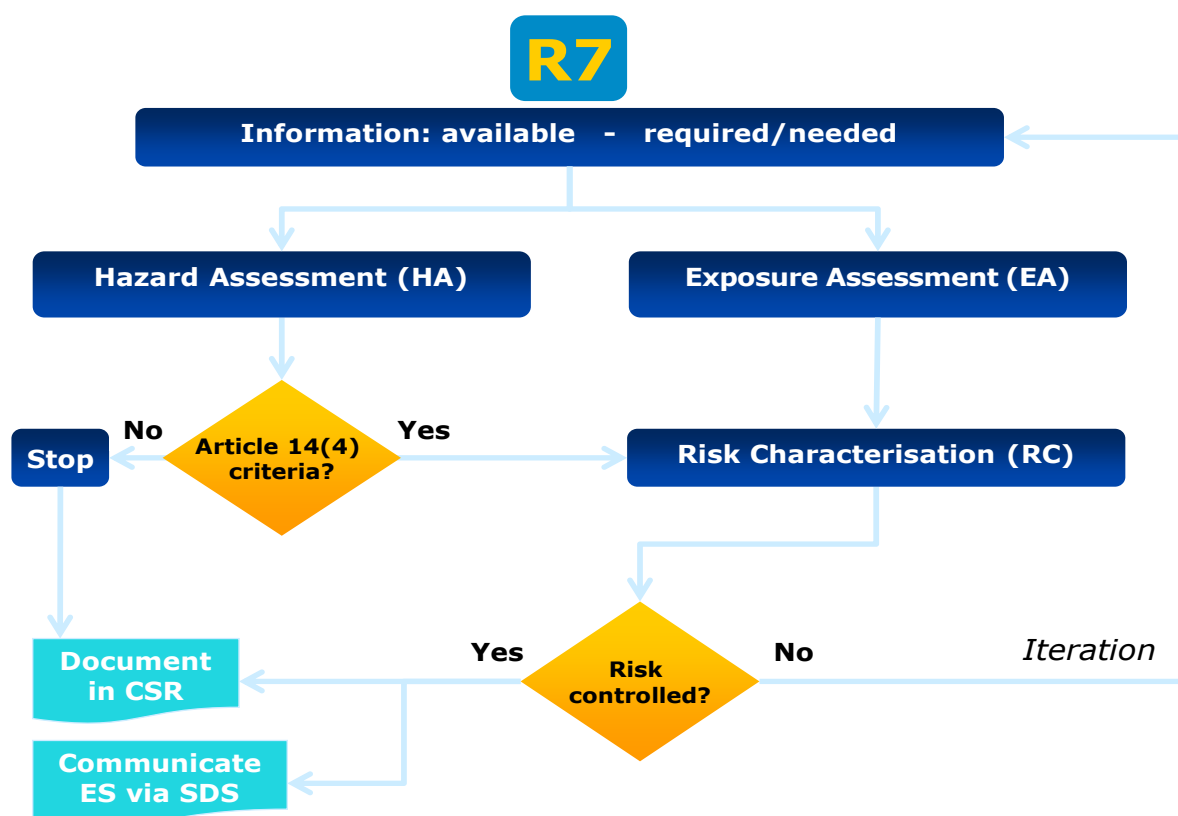 R7
Information: available - required/needed
Hazard Assessment (HA)
Exposure Assessment (EA)
No
Article 14(4)
criteria?
Yes
Stop
Risk Characterisation (RC)
Document
in CSR
Yes
Risk
controlled?
No
Iteration
Communicate
ES via SDS